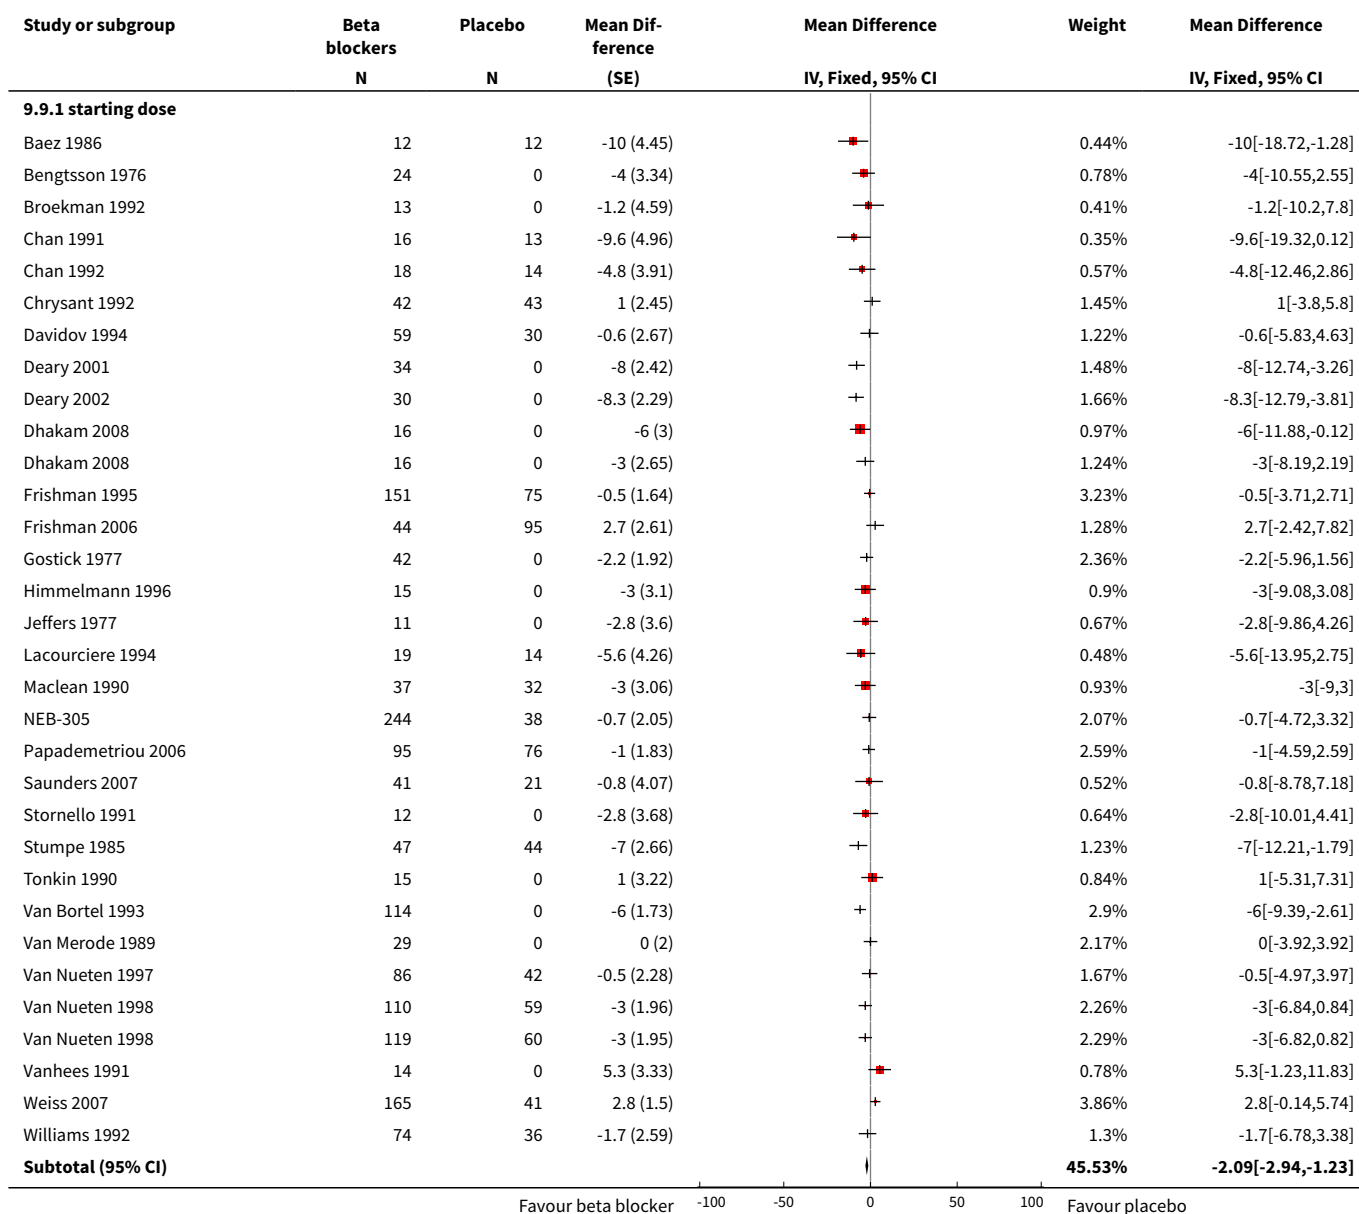 Study or subgroup Beta Placebo Mean Dif- Mean Difference Weight Mean Difference
blockers ference
N N (SE) IV, Fixed, 95% CI IV, Fixed, 95% CI
9.9.1 starting dose
Baez 1986 12 12 -10 (4.45) 0.44% -10[-18.72,-1.28]
Bengtsson 1976 24 0 -4 (3.34) 0.78% -4[-10.55,2.55]
Broekman 1992 13 0 -1.2 (4.59) 0.41% -1.2[-10.2,7.8]
Chan 1991 16 13 -9.6 (4.96) 0.35% -9.6[-19.32,0.12]
Chan 1992 18 14 -4.8 (3.91) 0.57% -4.8[-12.46,2.86]
Chrysant 1992 42 43 1 (2.45) 1.45% 1[-3.8,5.8]
Davidov 1994 59 30 -0.6 (2.67) 1.22% -0.6[-5.83,4.63]
Deary 2001 34 0 -8 (2.42) 1.48% -8[-12.74,-3.26]
Deary 2002 30 0 -8.3 (2.29) 1.66% -8.3[-12.79,-3.81]
Dhakam 2008 16 0 -6 (3) 0.97% -6[-11.88,-0.12]
Dhakam 2008 16 0 -3 (2.65) 1.24% -3[-8.19,2.19]
Frishman 1995 151 75 -0.5 (1.64) 3.23% -0.5[-3.71,2.71]
Frishman 2006 44 95 2.7 (2.61) 1.28% 2.7[-2.42,7.82]
Gostick 1977 42 0 -2.2 (1.92) 2.36% -2.2[-5.96,1.56]
Himmelmann 1996 15 0 -3 (3.1) 0.9% -3[-9.08,3.08]
Jeffers 1977 11 0 -2.8 (3.6) 0.67% -2.8[-9.86,4.26]
Lacourciere 1994 19 14 -5.6 (4.26) 0.48% -5.6[-13.95,2.75]
Maclean 1990 37 32 -3 (3.06) 0.93% -3[-9,3]
NEB-305 244 38 -0.7 (2.05) 2.07% -0.7[-4.72,3.32]
Papademetriou 2006 95 76 -1 (1.83) 2.59% -1[-4.59,2.59]
Saunders 2007 41 21 -0.8 (4.07) 0.52% -0.8[-8.78,7.18]
Stornello 1991 12 0 -2.8 (3.68) 0.64% -2.8[-10.01,4.41]
Stumpe 1985 47 44 -7 (2.66) 1.23% -7[-12.21,-1.79]
Tonkin 1990 15 0 1 (3.22) 0.84% 1[-5.31,7.31]
Van Bortel 1993 114 0 -6 (1.73) 2.9% -6[-9.39,-2.61]
Van Merode 1989 29 0 0 (2) 2.17% 0[-3.92,3.92]
Van Nueten 1997 86 42 -0.5 (2.28) 1.67% -0.5[-4.97,3.97]
Van Nueten 1998 110 59 -3 (1.96) 2.26% -3[-6.84,0.84]
Van Nueten 1998 119 60 -3 (1.95) 2.29% -3[-6.82,0.82]
Vanhees 1991 14 0 5.3 (3.33) 0.78% 5.3[-1.23,11.83]
Weiss 2007 165 41 2.8 (1.5) 3.86% 2.8[-0.14,5.74]
Williams 1992 74 36 -1.7 (2.59) 1.3% -1.7[-6.78,3.38]
Subtotal (95% CI) 45.53% -2.09[-2.94,-1.23]
Favour beta blocker -100 -50 0 50 100 Favour placebo